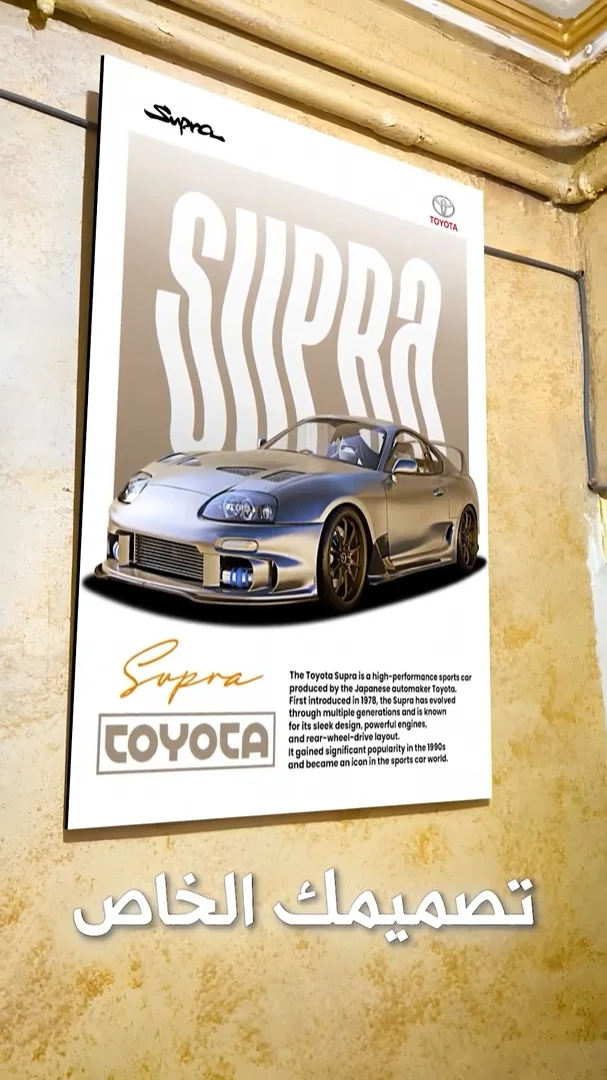 Supra
TOYOTA
SUPRA
Supra
TOYOTA
The Toyota Supra is a high-performance sports car
produced by the Japanese automaker Toyota.
First introduced in 1978, the Supra has evolved
through multiple generations and is known
for its sleek design, powerful engines,
and rear-wheel-drive layout.
It gained significant popularity in the 1990s
and became an icon in the sports car world.
تصميمك الخاص